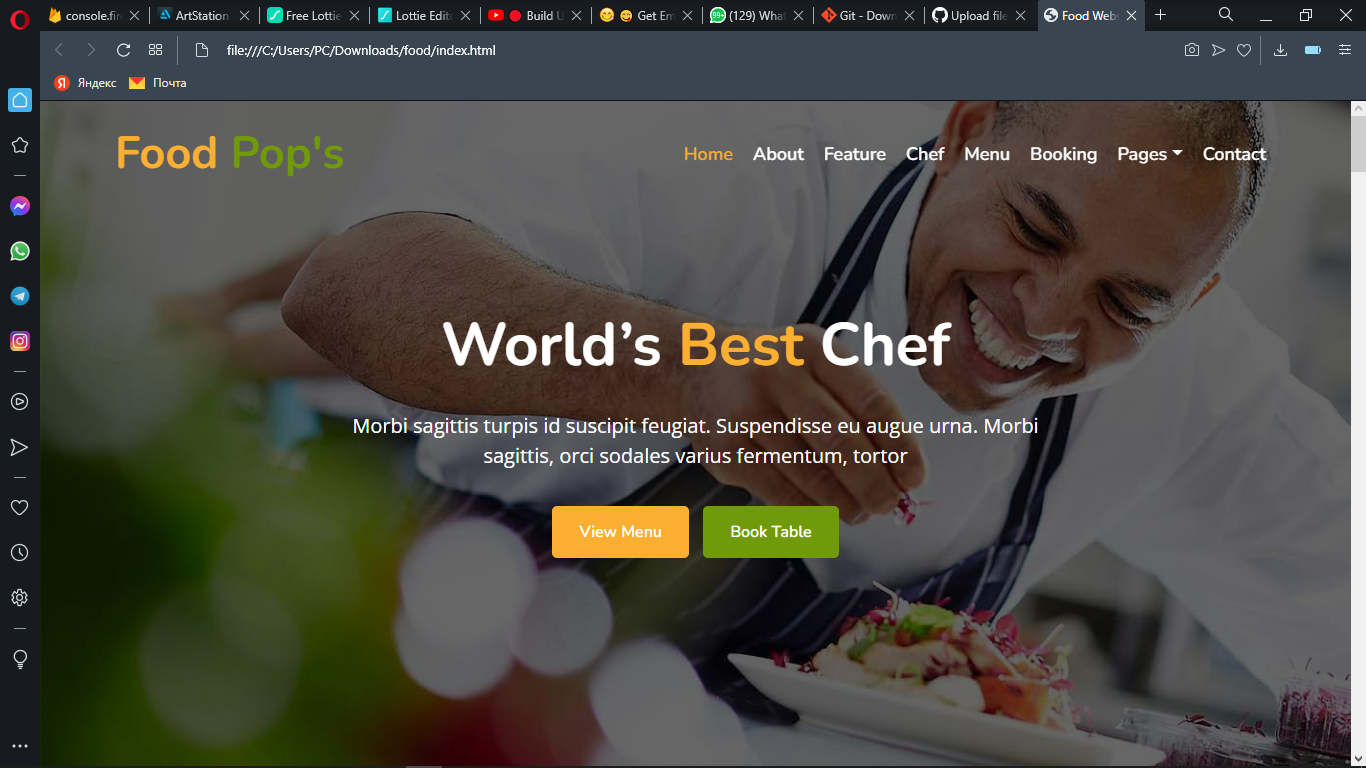 console.fire
ArtStation
Free Lottie
Lottie Edito
Build U
Get Em
99+
(129) What
Git - Down
Upload file
Food Webs
file:///C:/Users/PC/Downloads/food/index.html
Я Яндекс
Почта
Food Pop's
Home About Feature Chef Menu Booking Pages Contact
World’s Best Chef
Morbi sagittis turpis id suscipit feugiat. Suspendisse eu augue urna. Morbi
sagittis, orci sodales varius fermentum, tortor
View Menu
Book Table